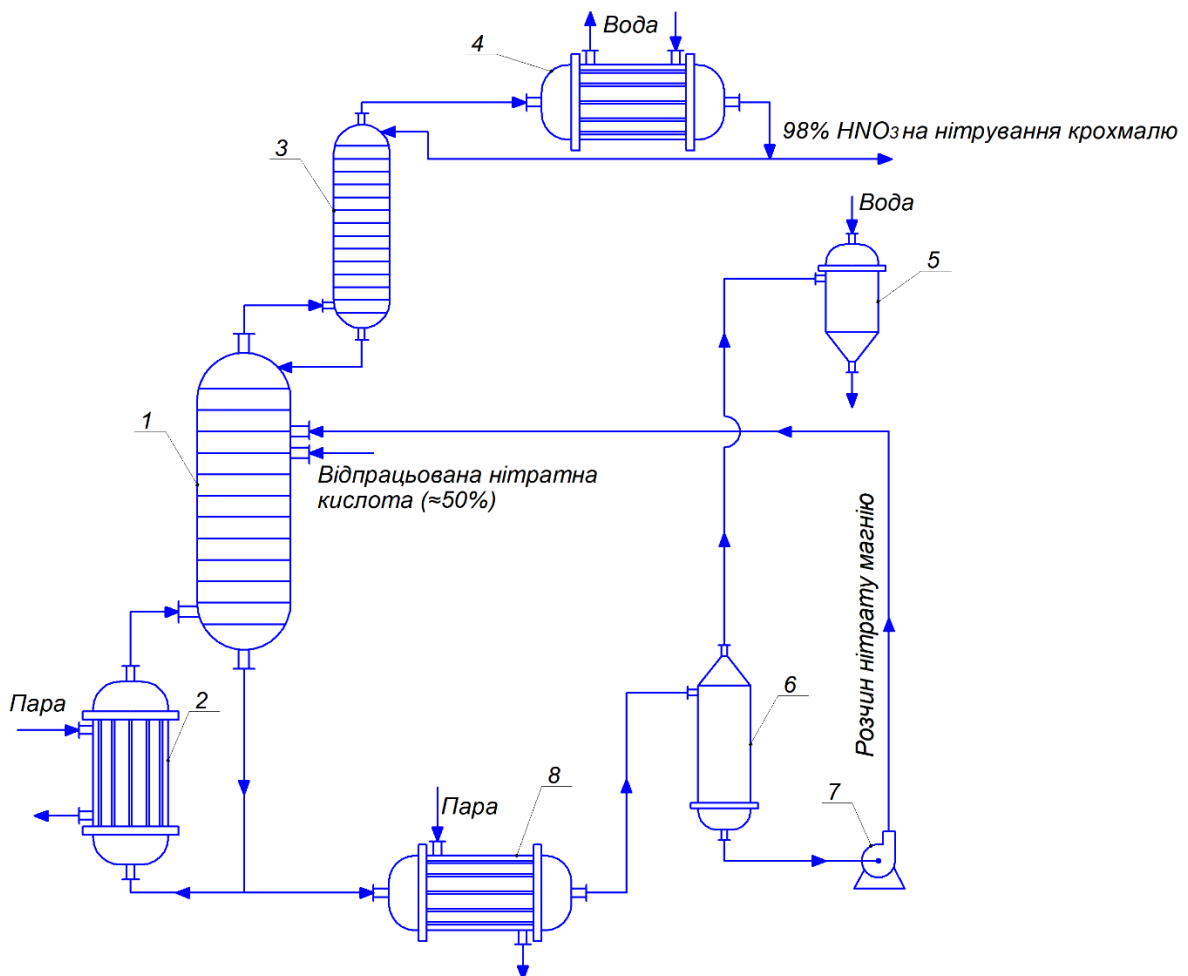 4
Вода
98% HNO₃ на нітрування крохмалю
3
Вода
5
1
Відпрацьована нітратна
кислота (≈50%)
Розчин нітрату магнію
Пара
2
6
8
Пара
7